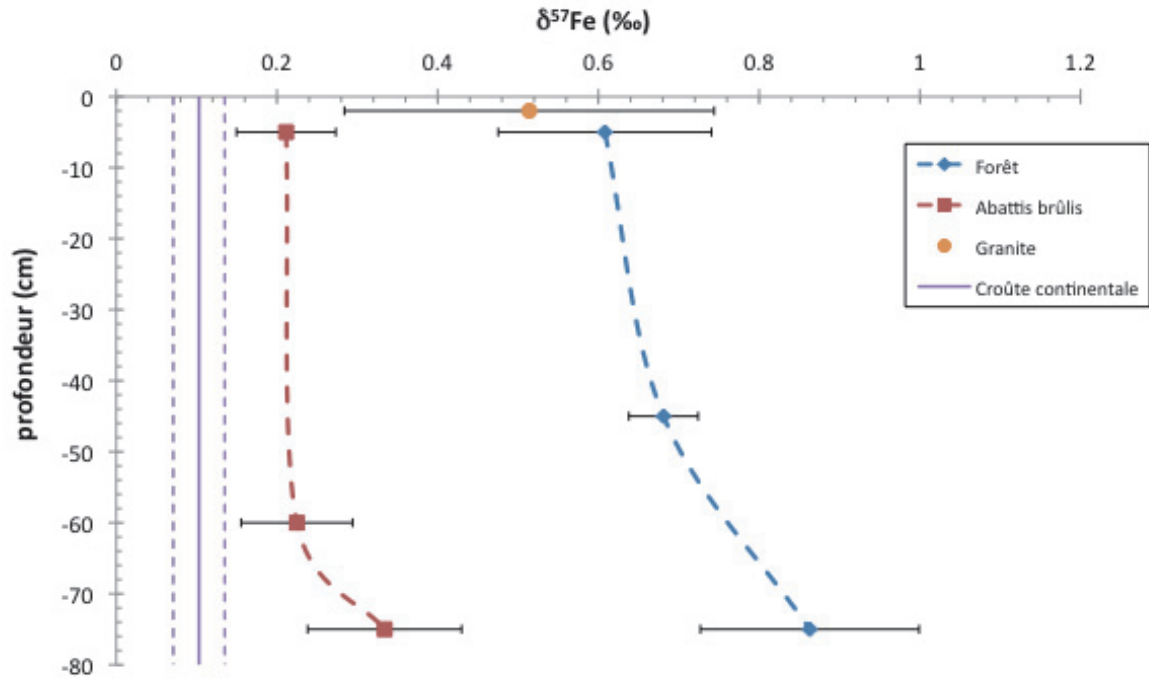 δ⁵⁷Fe (‰)
0 0.2 0.4 0.6 0.8 1 1.2
0
-10
-20
-30
-40
-50
-60
-70
-80
profondeur (cm)
Forêt
Abattis brûlis
Granite
Croûte continentale